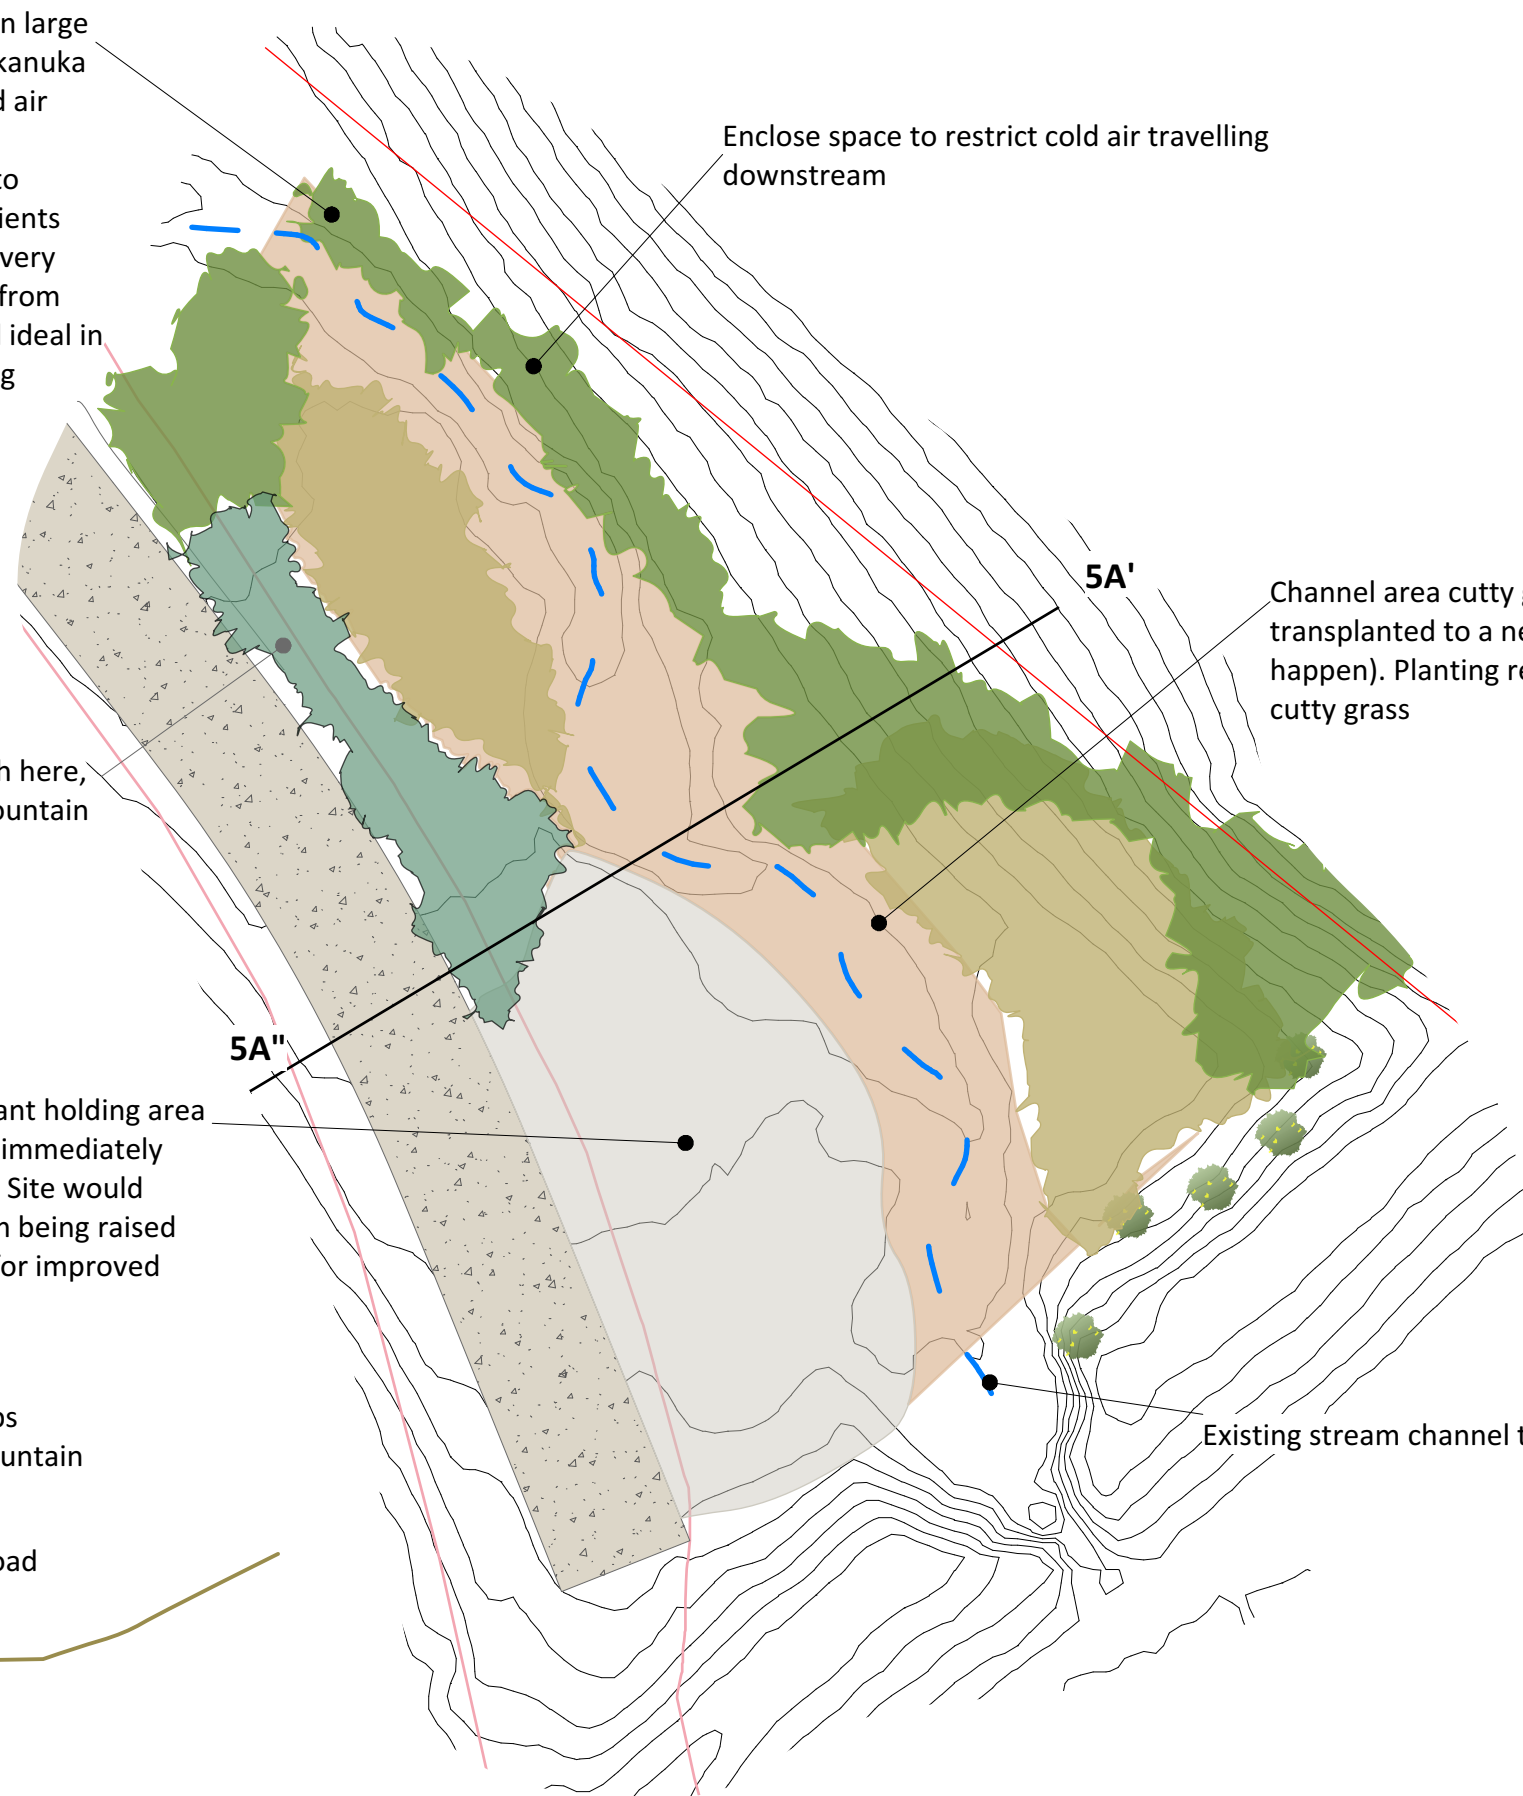 n large
kanuka
d air
to
ients
very
from
ideal in
g
Enclose space to restrict cold air travelling
downstream
5A'
Channel area cutty
transplanted to a ne
happen). Planting re
cutty grass
h here,
ountain
5A"
ant holding area
immediately
Site would
n being raised
for improved
os
untain
oad
Existing stream channel t